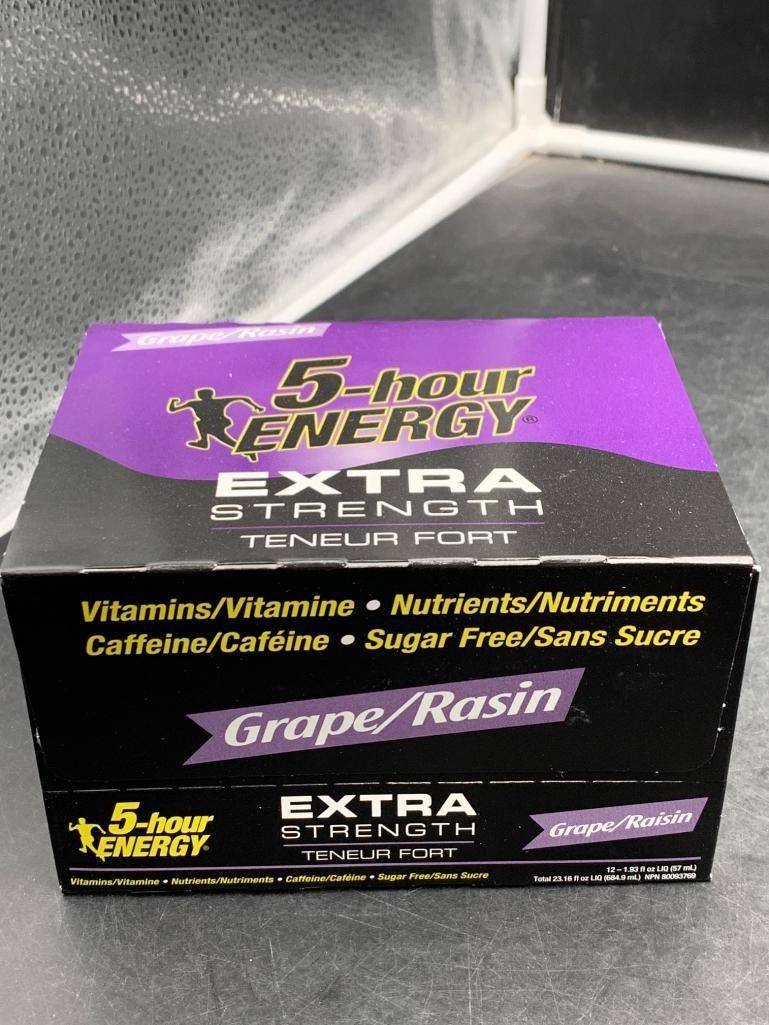 Grape/Rasin
5-hour
ENERGY®
EXTRA
STRENGTH
TENEUR FORT
Vitamins/Vitamine • Nutrients/Nutriments
Caffeine/Caféine • Sugar Free/Sans Sucre
Grape/Rasin
5-hour
ENERGY®
EXTRA
STRENGTH
TENEUR FORT
Grape/Raisin
Vitamins/Vitamine • Nutrients/Nutriments • Caffeine/Caféine • Sugar Free/Sans Sucre
12 – 1.93 fl oz LIQ (57 mL)
Total 23.16 fl oz LIQ (684.9 mL) NPN 80093769